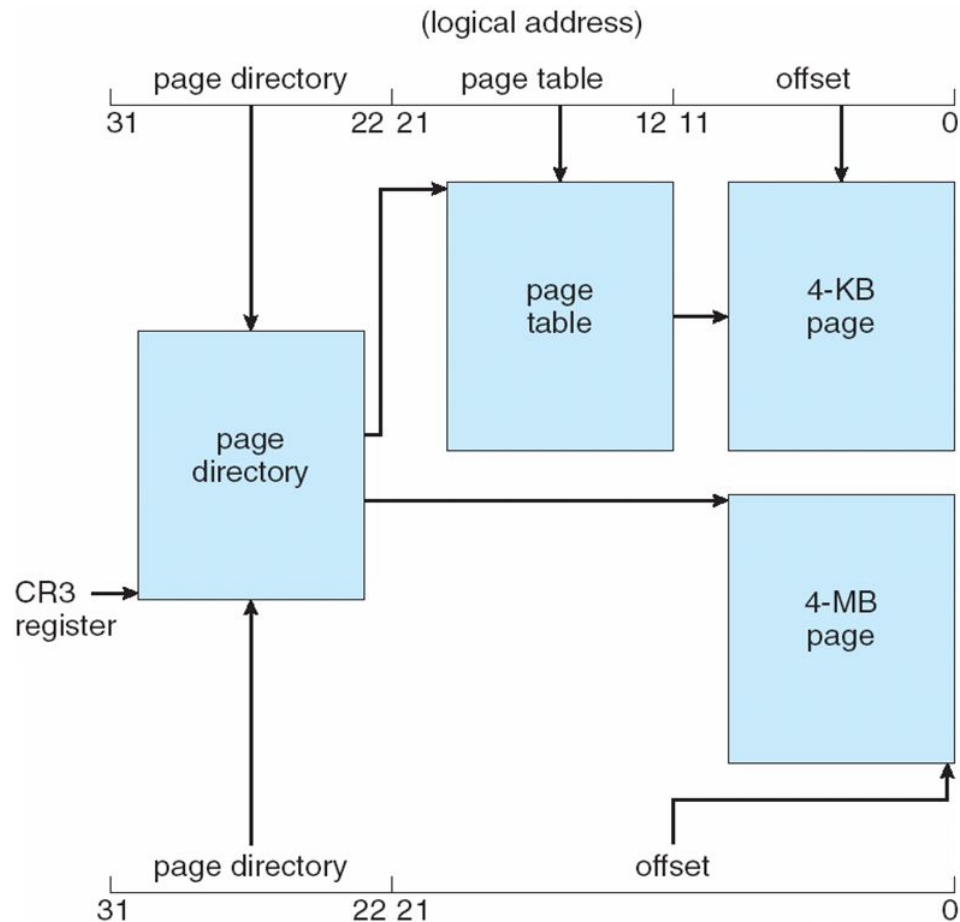 (logical address)
page directory page table offset
31 22 21 12 11 0
page
table
4-KB
page
page
directory
CR3
register
4-MB
page
page directory offset
31 22 21 0